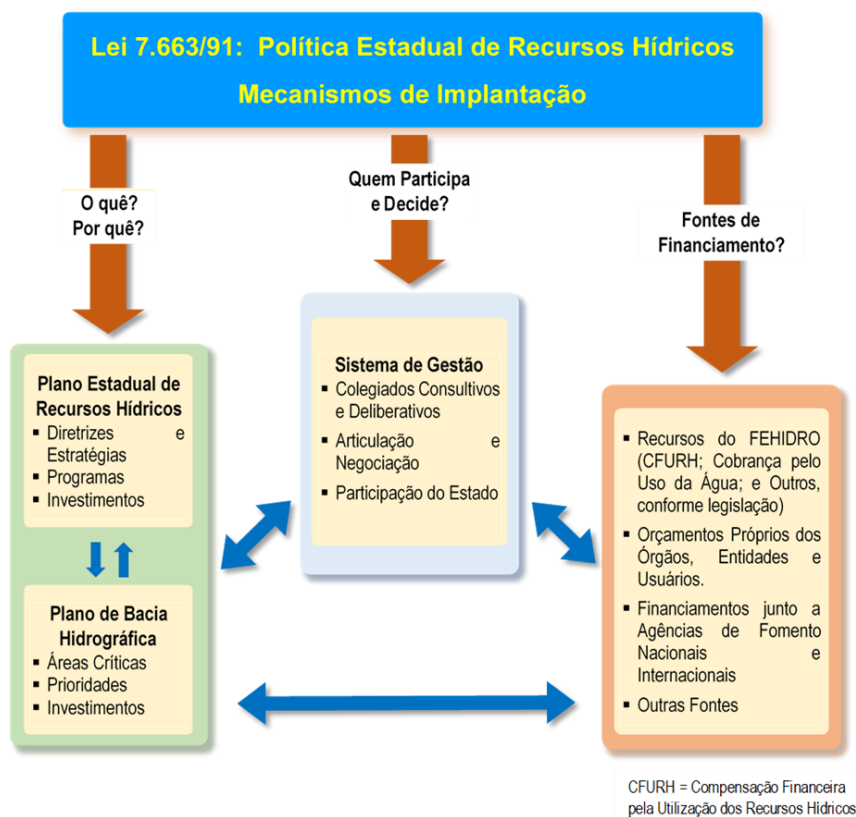 Lei 7.663/91: Política Estadual de Recursos Hídricos
Mecanismos de Implantação
O quê?
Por quê?
Quem Participa
e Decide?
Fontes de
Financiamento?
Plano Estadual de
Recursos Hídricos
▪ Diretrizes e
Estratégias
▪ Programas
▪ Investimentos
Plano de Bacia
Hidrográfica
▪ Áreas Críticas
▪ Prioridades
▪ Investimentos
Sistema de Gestão
▪ Colegiados Consultivos
e Deliberativos
▪ Articulação e
Negociação
▪ Participação do Estado
▪ Recursos do FEHIDRO
(CFURH; Cobrança pelo
Uso da Água; e Outros,
conforme legislação)
▪ Orçamentos Próprios dos
Órgãos, Entidades e
Usuários.
▪ Financiamentos junto a
Agências de Fomento
Nacionais e
Internacionais
▪ Outras Fontes
CFURH = Compensação Financeira
pela Utilização dos Recursos Hídricos